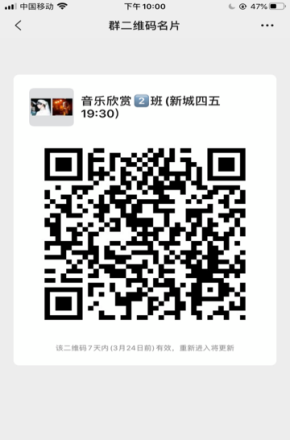 中国移动 下午10:00 47%
群二维码名片
音乐欣赏2班 (新城四五
19:30)
该二维码7天内(3月24日前)有效，重新进入将更新